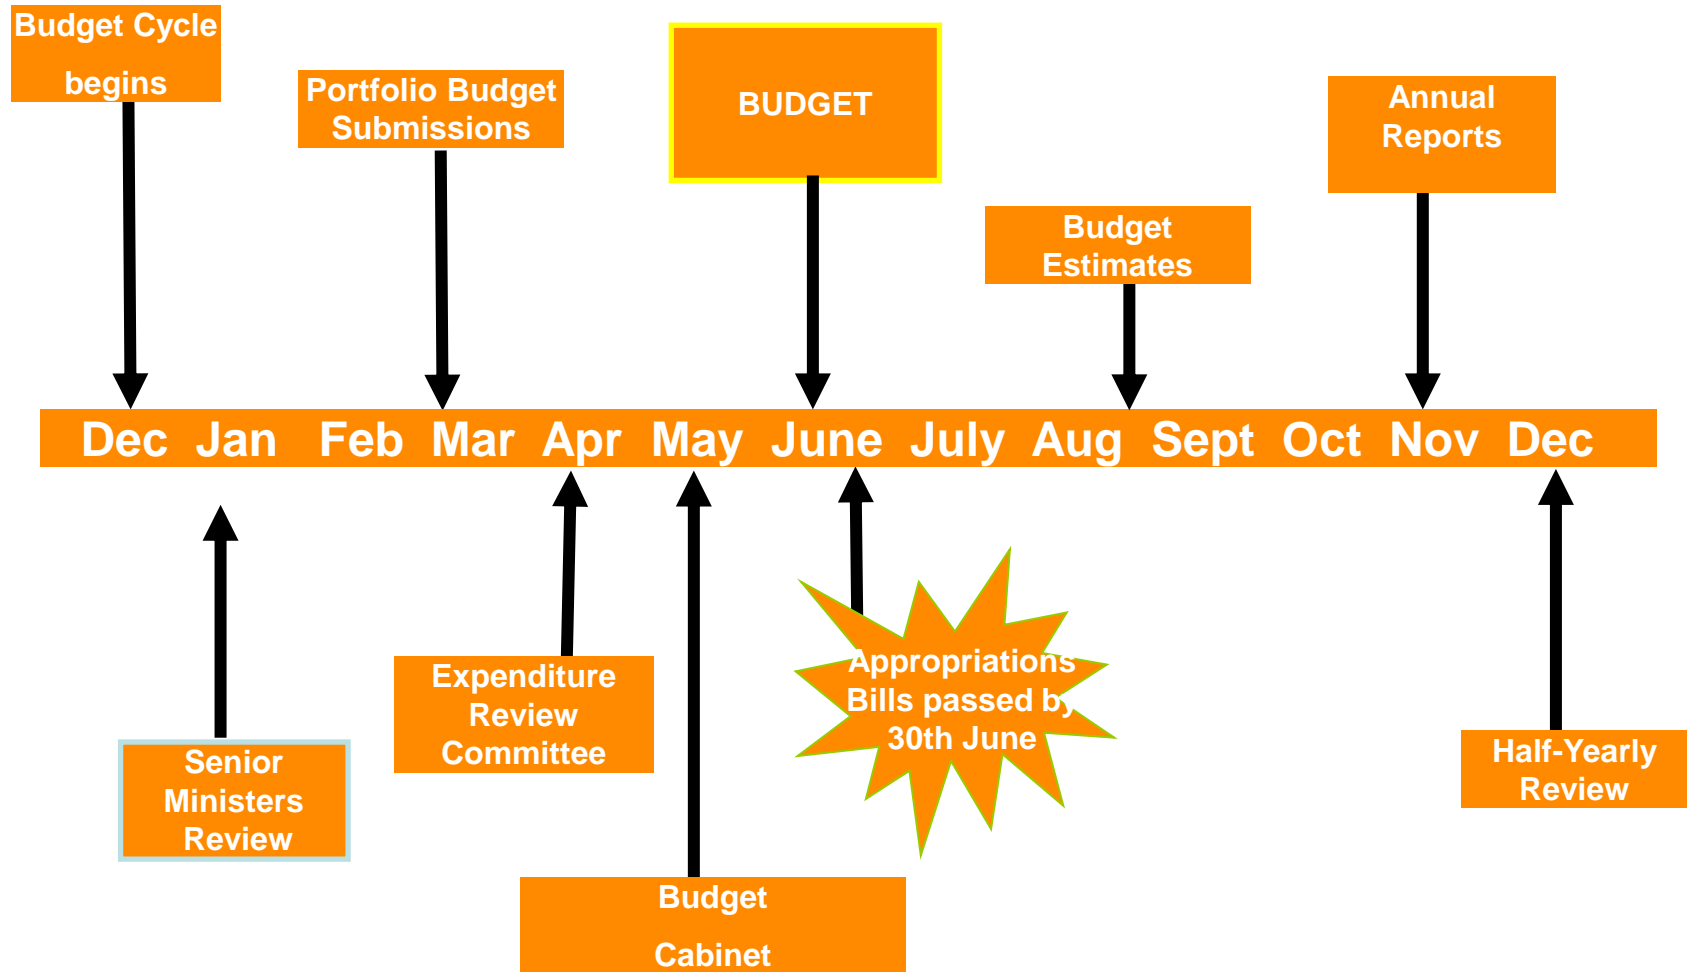 Budget Cycle
begins
Portfolio Budget
Submissions
BUDGET
Annual
Reports
Budget
Estimates
Dec Jan Feb Mar Apr May June July Aug Sept Oct Nov Dec
Senior
Ministers
Review
Expenditure
Review
Committee
Appropriations
Bills passed by
30th June
Half-Yearly
Review
Budget
Cabinet